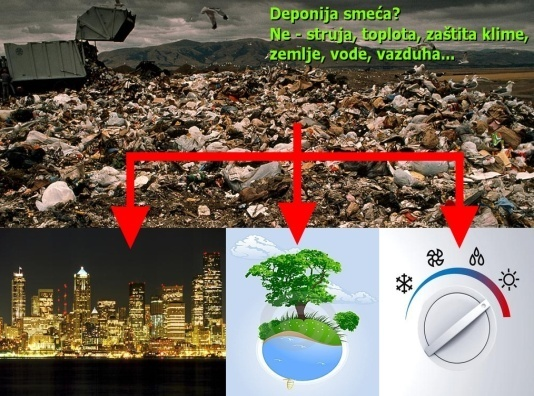 Deponija smeća?
Ne - struja, toplota, zaštita klime,
zemlje, vode, vazduha...